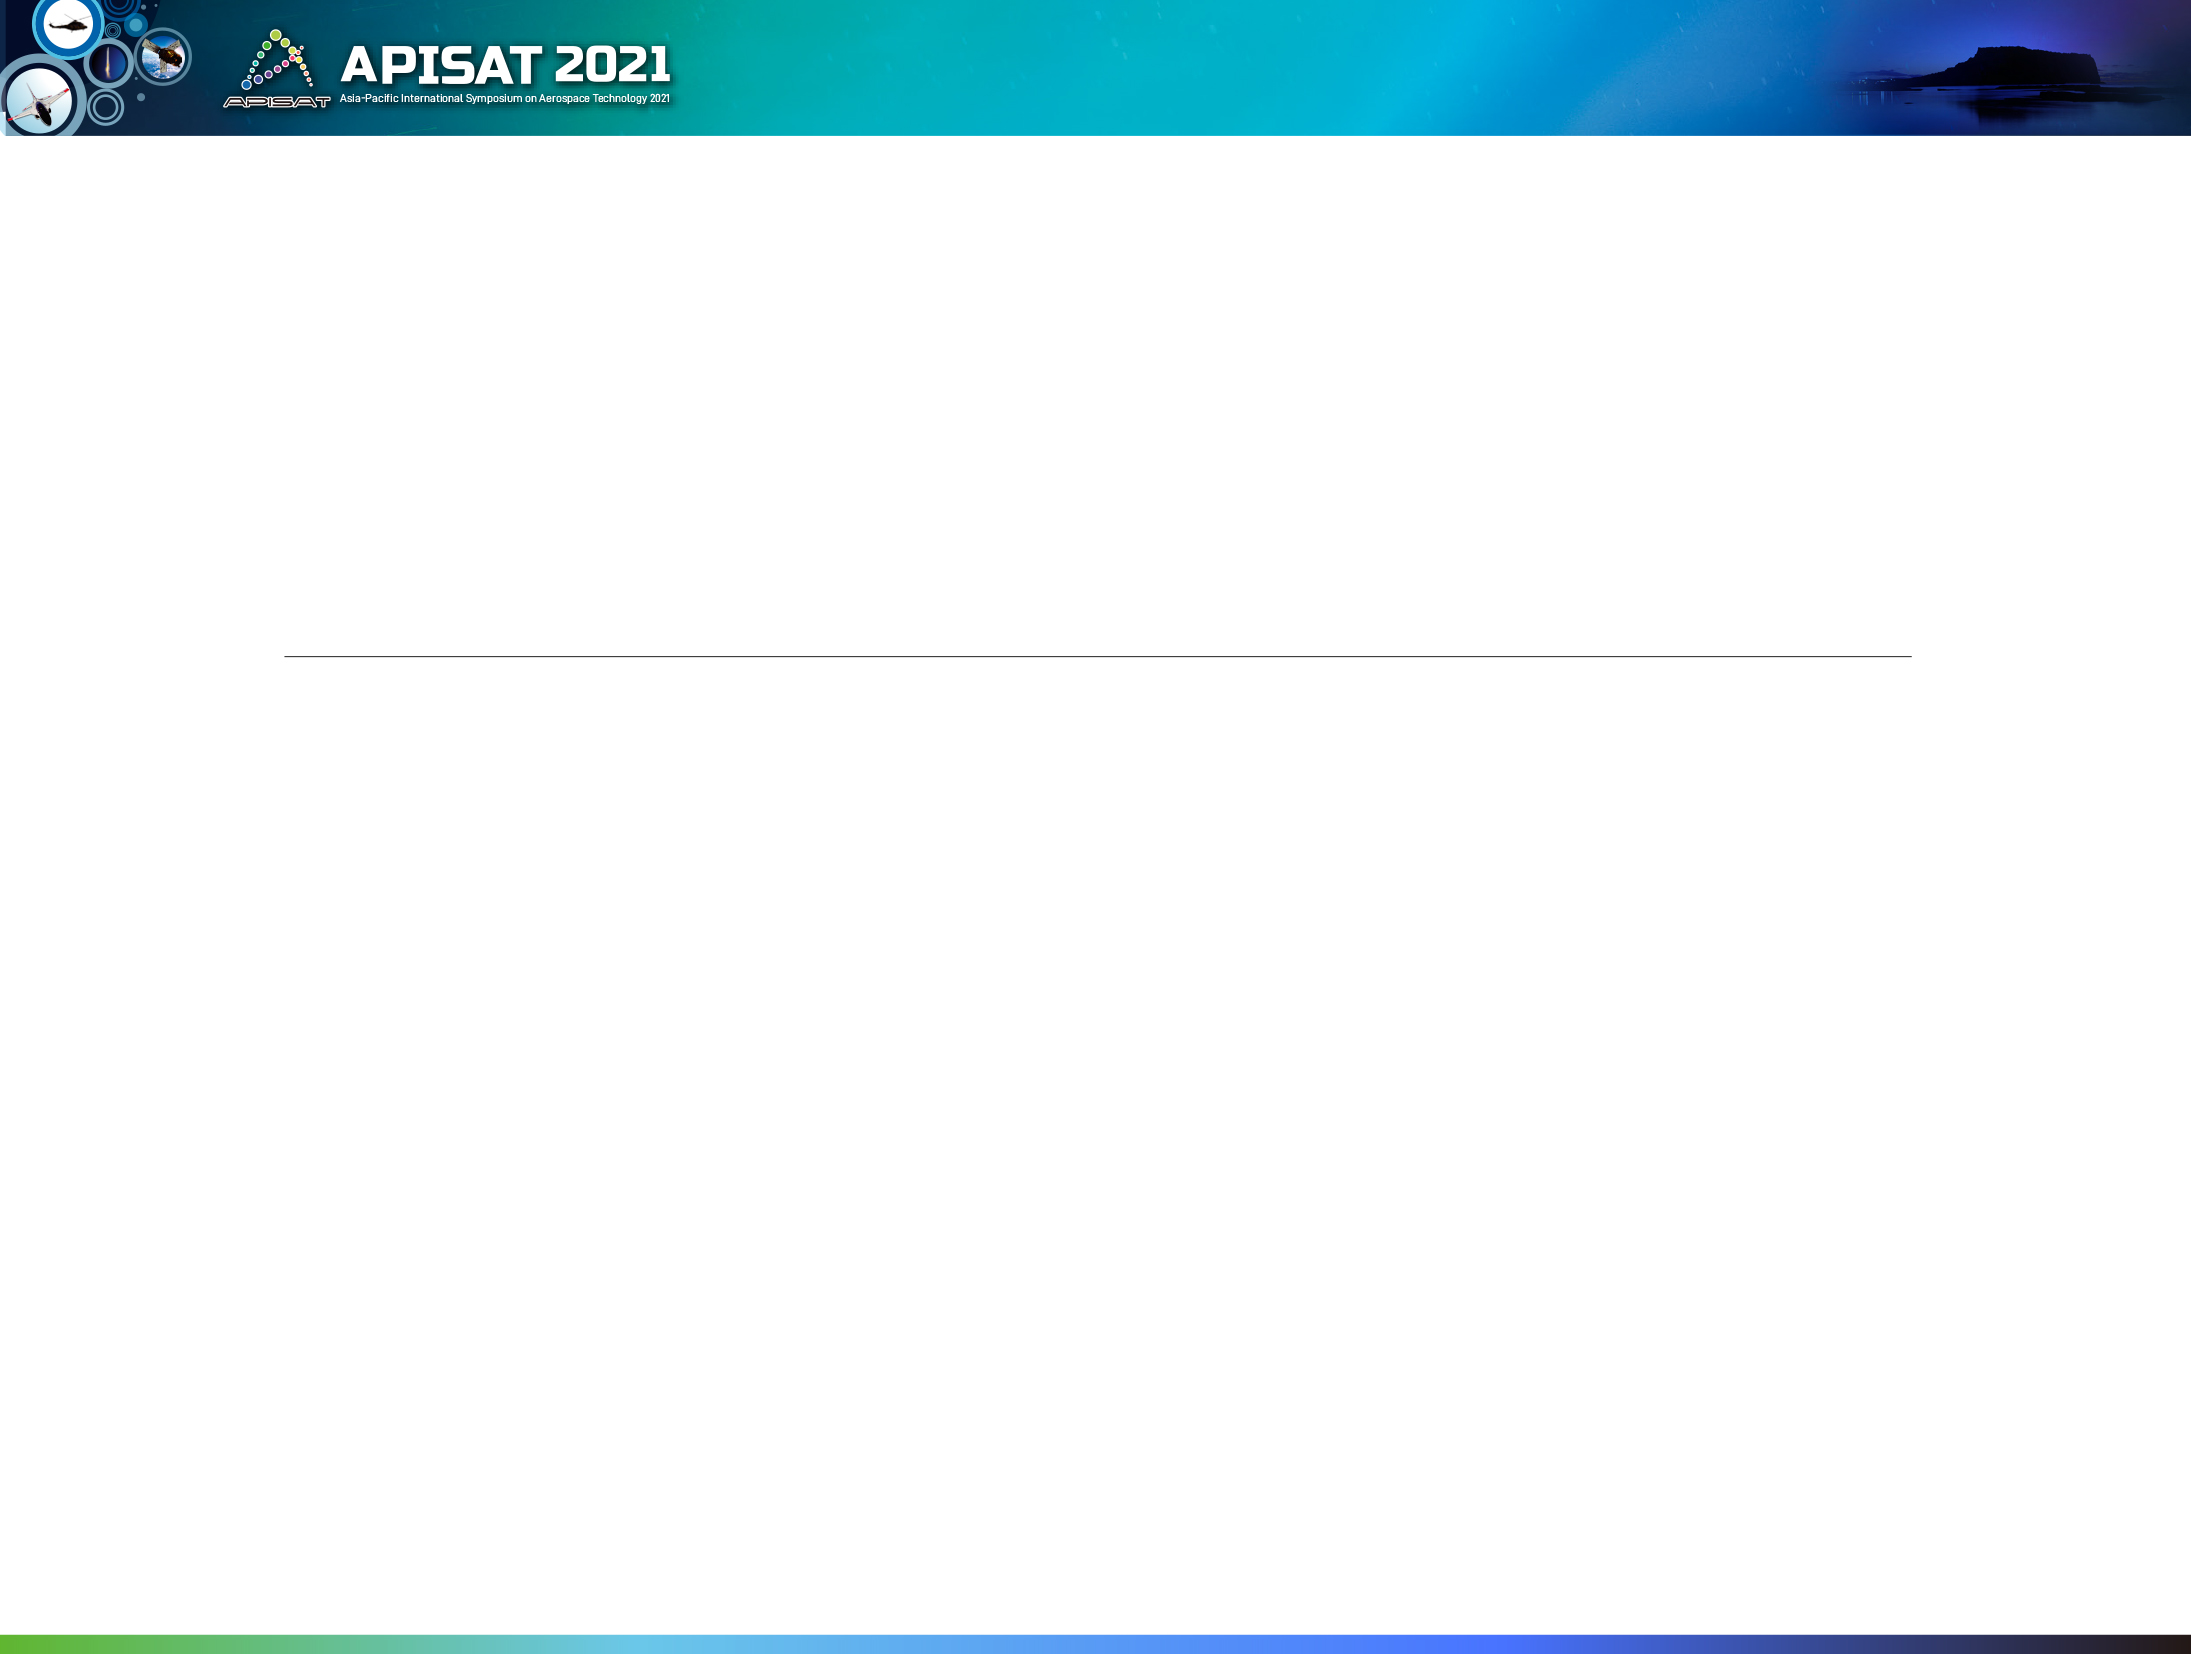 APISAT 2021
APISAT
Asia-Pacific International Symposium on Aerospace Technology 2021